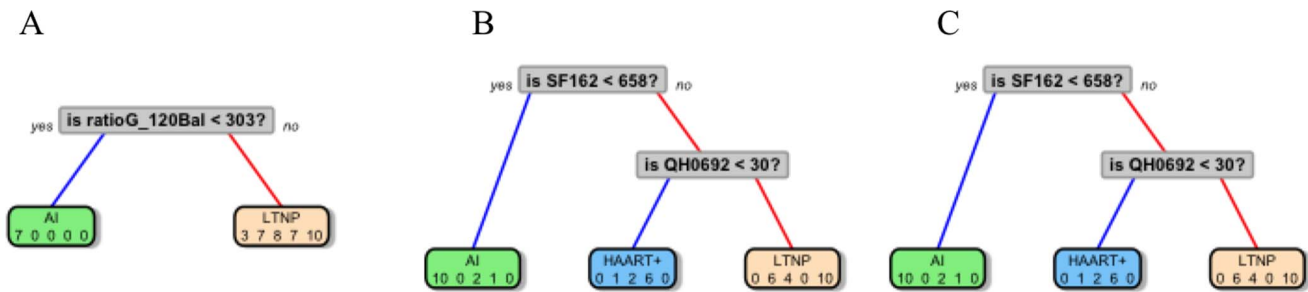 A
yes is ratioG_120Bal < 303? no
AI
7 0 0 0 0
LTNP
3 7 8 7 10
B
yes is SF162 < 658? no
is QH0692 < 30?
AI
10 0 2 1 0
HAART+
0 1 2 6 0
LTNP
0 6 4 0 10
C
yes is SF162 < 658? no
is QH0692 < 30?
AI
10 0 2 1 0
HAART+
0 1 2 6 0
LTNP
0 6 4 0 10